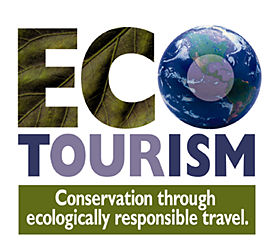 ECO
TOURISM
Conservation through
ecologically responsible travel.